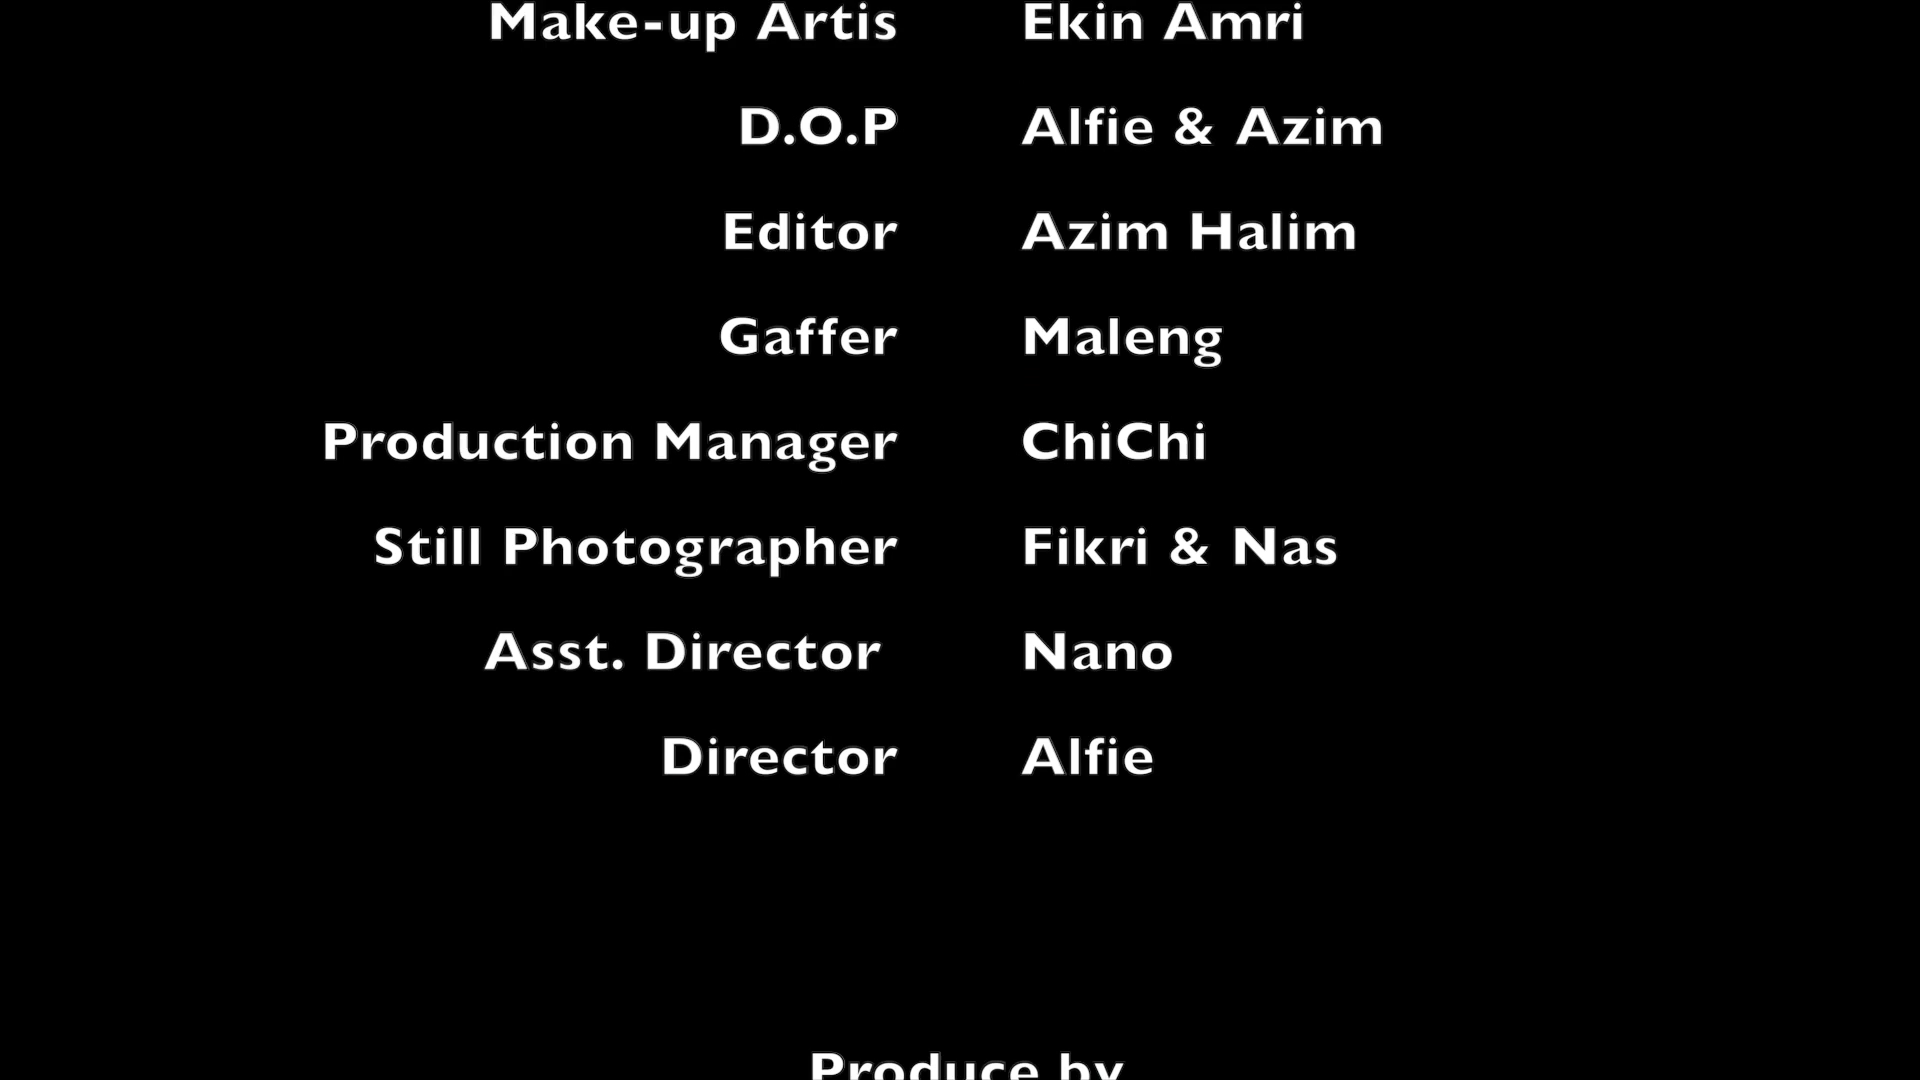 Make-up Artis Ekin Amri
D.O.P Alfie & Azim
Editor Azim Halim
Gaffer Maleng
Production Manager ChiChi
Still Photographer Fikri & Nas
Asst. Director Nano
Director Alfie
Produce by